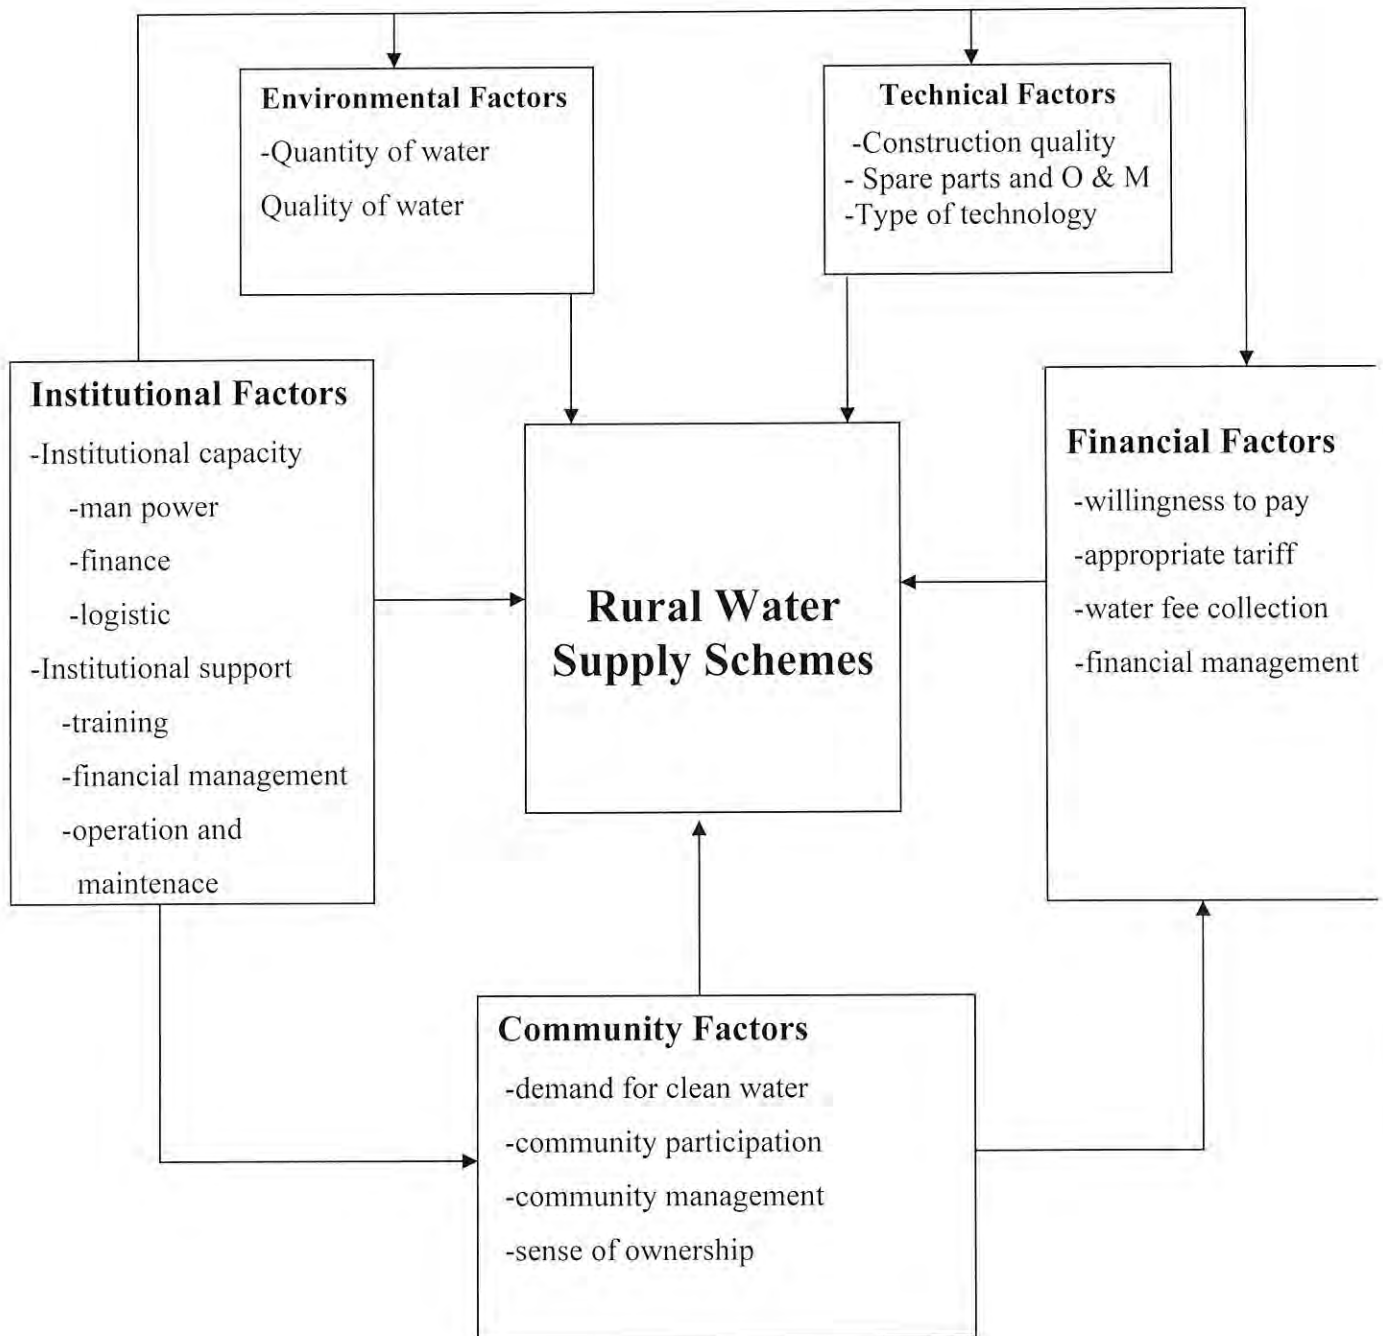 Environmental Factors
-Quantity of water
Quality of water
Technical Factors
-Construction quality
- Spare parts and O & M
-Type of technology
Institutional Factors
-Institutional capacity
-man power
-finance
-logistic
-Institutional support
-training
-financial management
-operation and
maintenace
Rural Water
Supply Schemes
Financial Factors
-willingness to pay
-appropriate tariff
-water fee collection
-financial management
Community Factors
-demand for clean water
-community participation
-community management
-sense of ownership